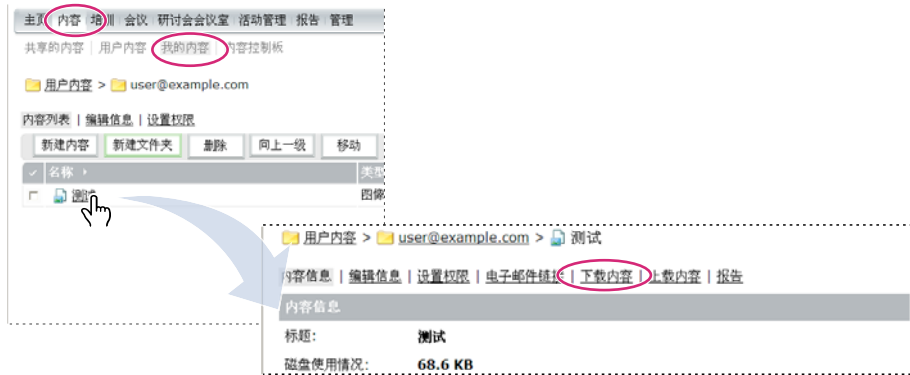 主页 内容 培训 会议 研讨会会议室 活动管理 报告 管理
共享的内容 | 用户内容 | 我的内容 | 内容控制板
用户内容 > user@example.com
内容列表 | 编辑信息 | 设置权限
新建内容 新建文件夹 删除 向上一级 移动
名称 类型
测试 图像
用户内容 > user@example.com > 测试
内容信息 | 编辑信息 | 设置权限 | 电子邮件链接 | 下载内容 | 上载内容 | 报告
内容信息
标题: 测试
磁盘使用情况: 68.6 KB